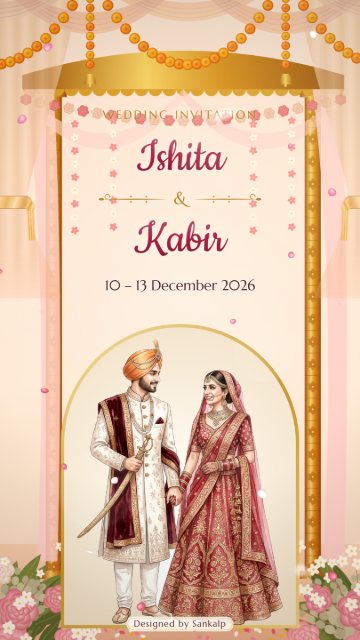 WEDDING INVITATION
Ishita
&
Kabir
10 – 13 December 2026
Designed by Sankalp